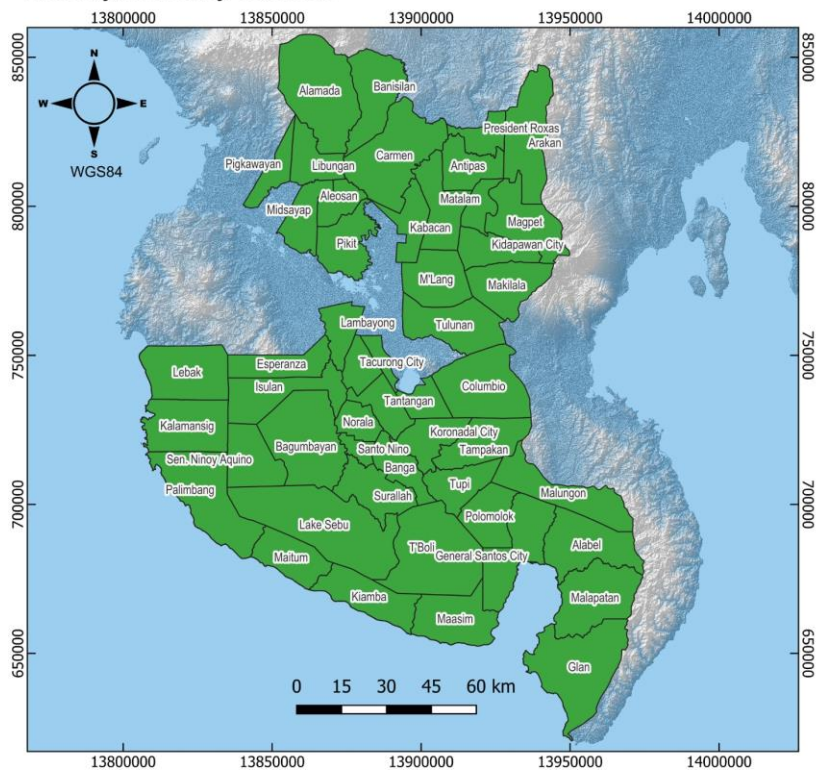 13800000 13850000 13900000 13950000 14000000
850000 850000
N
W E
S
WGS84
Alamada
Banisilan
President Roxas
Arakan
Carmen
Pigkawayan
Libungan
Antipas
Aleosan
Matalam
800000 800000
Midsayap
Magpet
Kabacan
Pikit
Kidapawan City
M'Lang
Makilala
Lambayong
Tulunan
750000 750000
Esperanza
Tacurong City
Lebak
Isulan
Columbio
Tantangan
Kalamansig
Norala
Koronadal City
Bagumbayan
Santo Nino
Tampakan
Sen. Ninoy Aquino
Banga
Tupi
Palimbang
Surallah
Malungon
700000 700000
Lake Sebu
Polomolok
T'Boli
Alabel
General Santos City
Maitum
Kiamba
Malapatan
Maasim
650000 650000
Glan
0 15 30 45 60 km
13800000 13850000 13900000 13950000 14000000